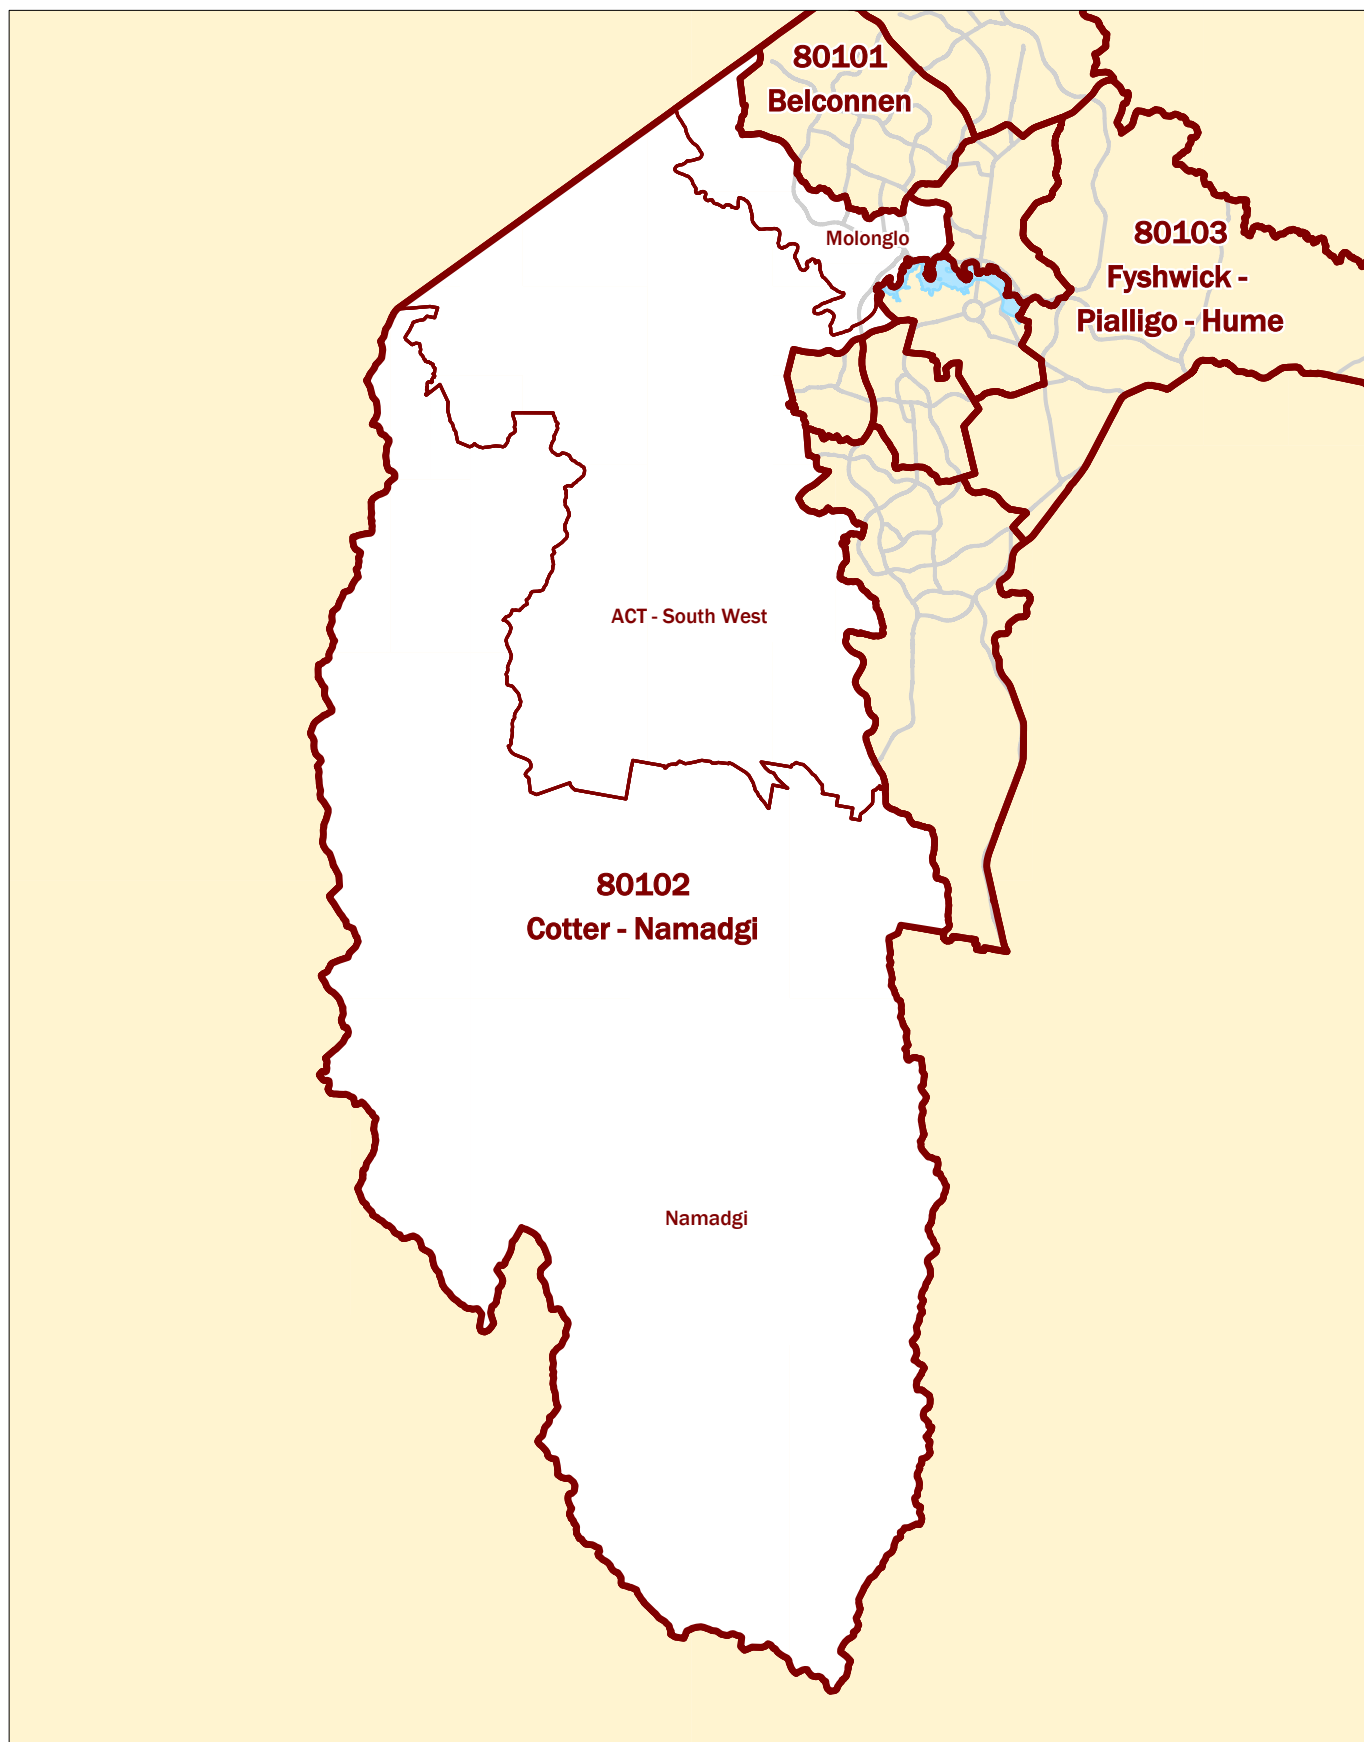 80101
Belconnen
80103
Fyshwick -
Pialligo - Hume
Molonglo
ACT - South West
80102
Cotter - Namadgi
Namadgi